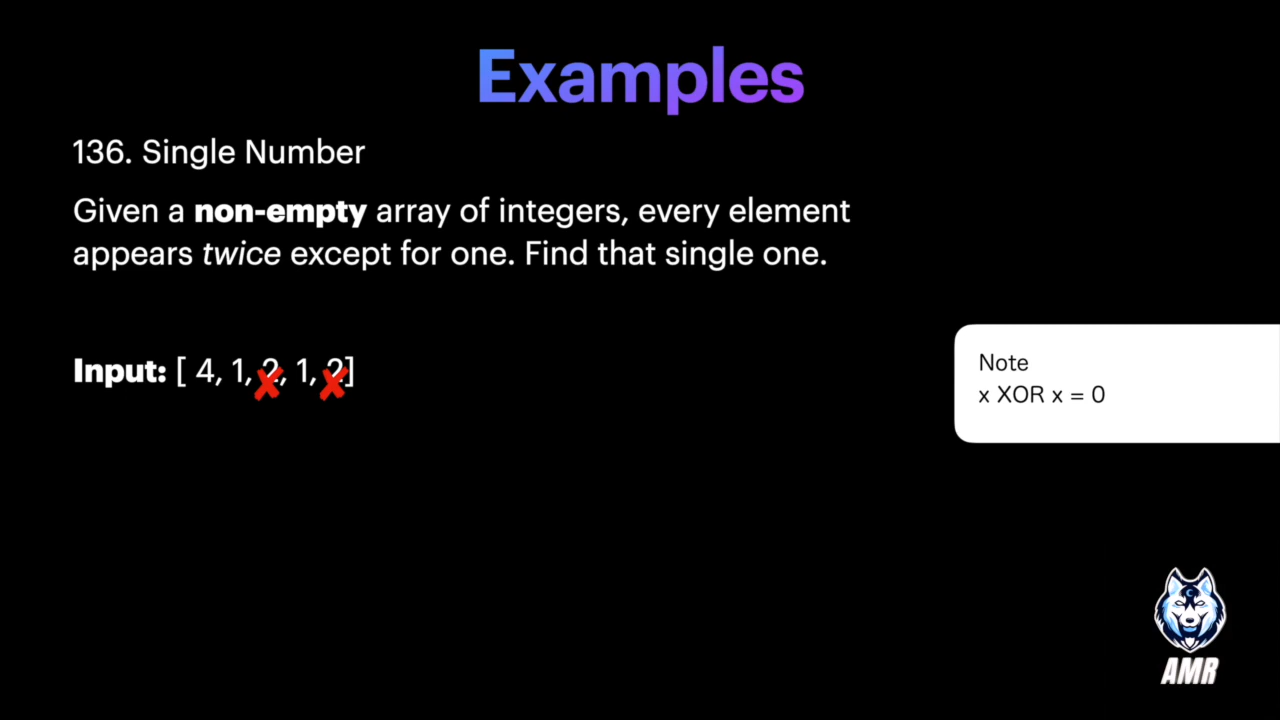 Examples
136. Single Number
Given a non-empty array of integers, every element
appears twice except for one. Find that single one.
Input: [ 4, 1, 2, 1, 2]
Note
x XOR x = 0
AMR